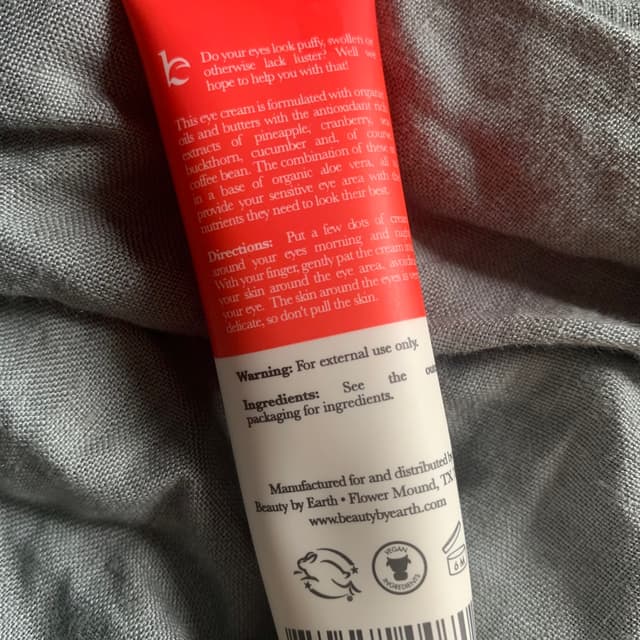 Do your eyes look puffy, swollen or
otherwise lack luster? Well we
hope to help you with that!
This eye cream is formulated with organic
oils and butters with the antioxidant rich
extracts of pineapple, cranberry, sea
buckthorn, cucumber and, of course,
coffee bean. The combination of these
in a base of organic aloe vera, all
provide your sensitive eye area with the
nutrients they need to look their best.
Directions: Put a few dots of cream
around your eyes morning and night.
With your finger, gently pat the cream in
your skin around the eye area, avoiding
your eye. The skin around the eyes is very
delicate, so don't pull the skin.
Warning: For external use only.
Ingredients: See the
packaging for ingredients.
Manufactured for and distributed by
Beauty by Earth • Flower Mound, TX
www.beautybyearth.com
VEGAN
INGREDIENTS
6 M